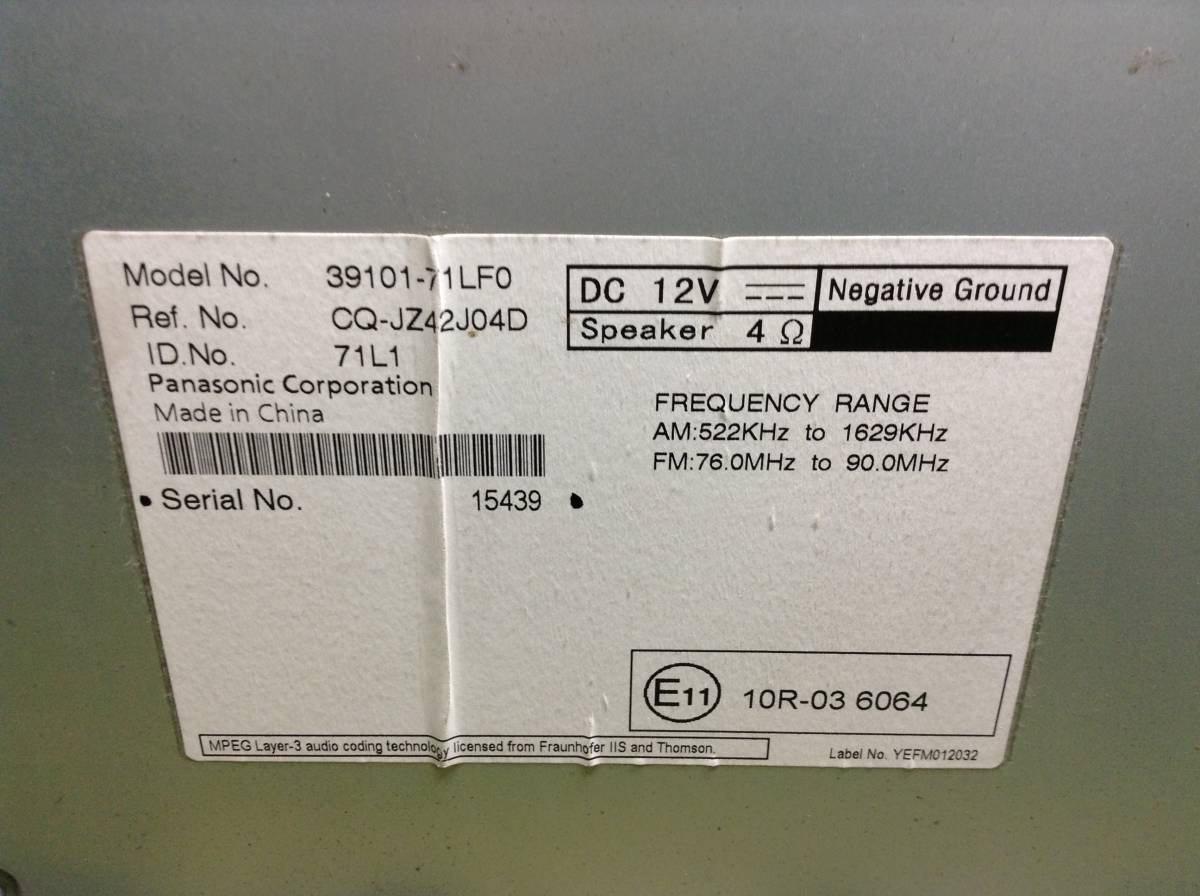 Model No. 39101-71LF0
Ref. No. CQ-JZ42J04D
ID.No. 71L1
Panasonic Corporation
Made in China
Serial No. 15439
DC 12V Negative Ground
Speaker 4 Ω
FREQUENCY RANGE
AM:522KHz to 1629KHz
FM:76.0MHz to 90.0MHz
E11 10R-03 6064
MPEG Layer-3 audio coding technology licensed from Fraunhofer IIS and Thomson.
Label No. YEFM012032